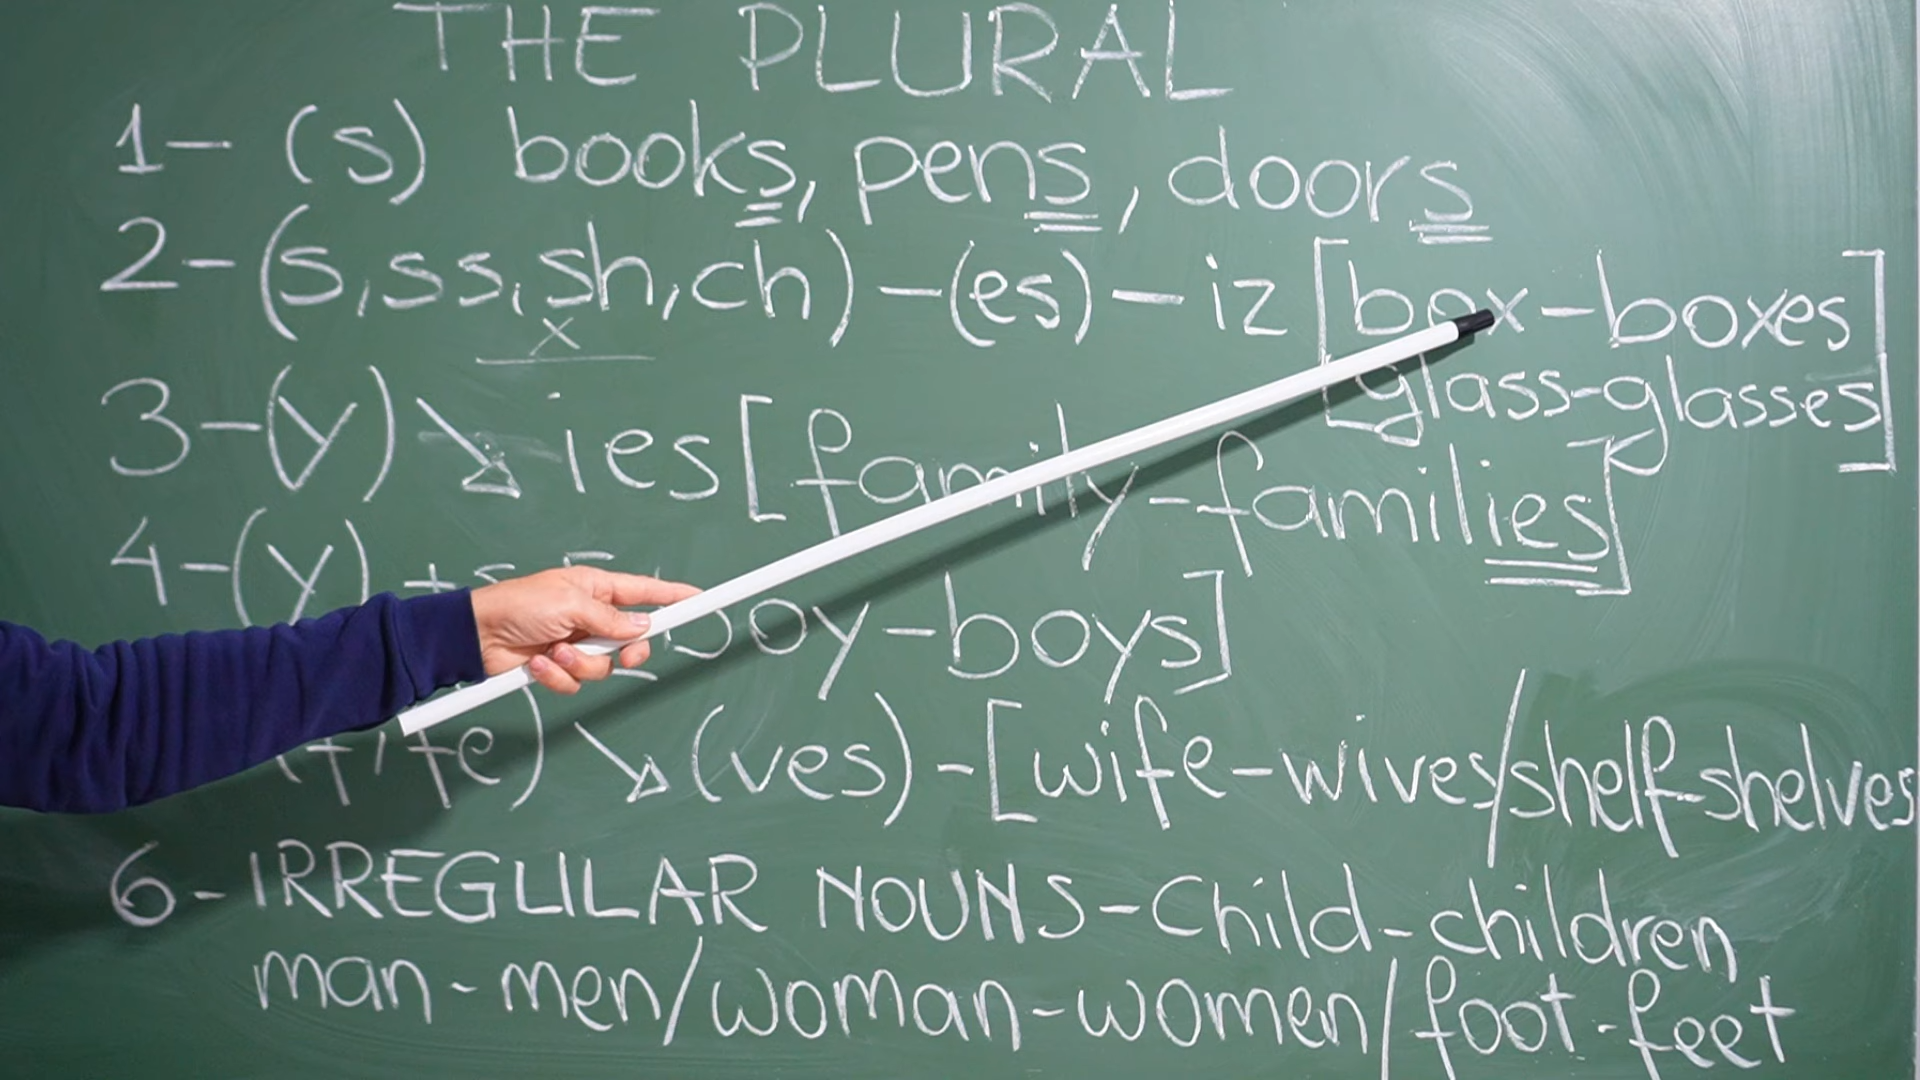 THE PLURAL
1- (s) books, pens, doors
2-(s,ss,sh,ch) -(es)- iz [box-boxes]
x
[glass-glasses]
3-(y) ↘ ies [family-families]
4-(y) +s [boy-boys]
(f,fe) ↘ (ves) -[wife-wives/shelf-shelves
6- IRREGULAR NOUNS-Child-children
man-men/woman-women/foot-feet